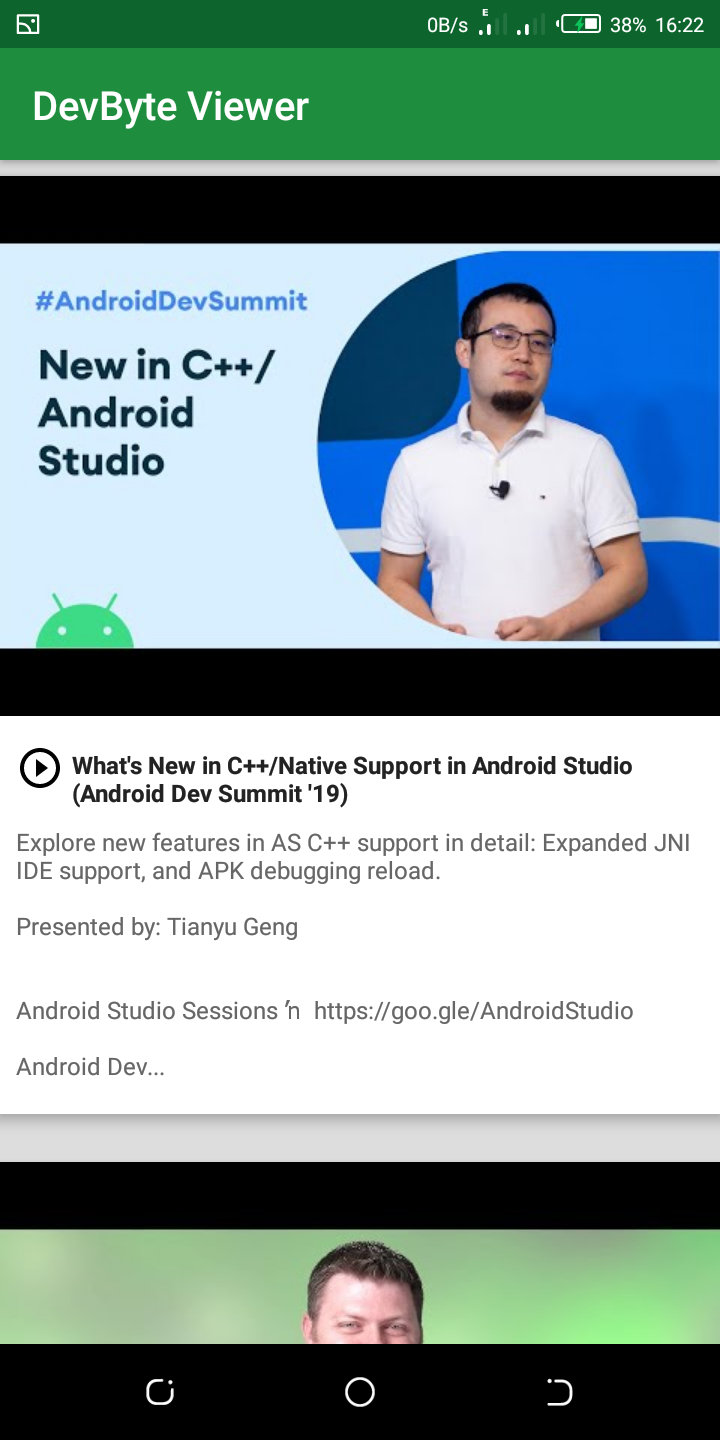 0B/s E 38% 16:22
DevByte Viewer
#AndroidDevSummit
New in C++/
Android
Studio
What's New in C++/Native Support in Android Studio
(Android Dev Summit '19)
Explore new features in AS C++ support in detail: Expanded JNI
IDE support, and APK debugging reload.
Presented by: Tianyu Geng
Android Studio Sessions ŉ https://goo.gle/AndroidStudio
Android Dev...